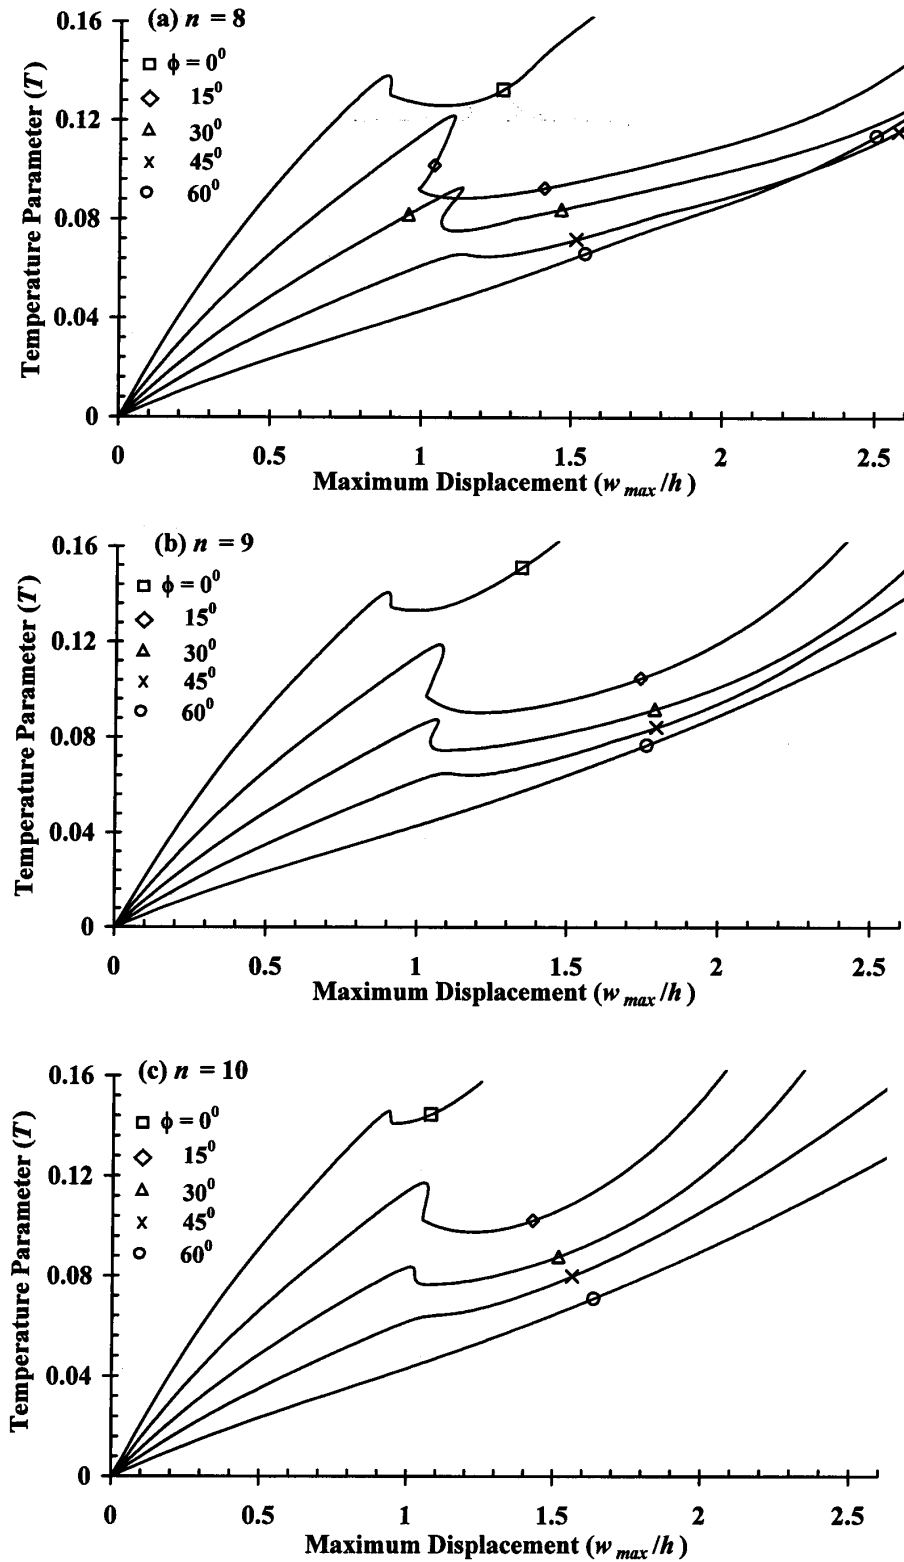 (a) n = 8
Temperature Parameter (T)
0.16
0.12
0.08
0.04
0
ϕ = 0⁰
15⁰
30⁰
45⁰
60⁰
0 0.5 1 1.5 2 2.5
Maximum Displacement (w max /h )
(b) n = 9
Temperature Parameter (T)
0.16
0.12
0.08
0.04
0
ϕ = 0⁰
15⁰
30⁰
45⁰
60⁰
0 0.5 1 1.5 2 2.5
Maximum Displacement (w max /h )
(c) n = 10
Temperature Parameter (T)
0.16
0.12
0.08
0.04
0
ϕ = 0⁰
15⁰
30⁰
45⁰
60⁰
0 0.5 1 1.5 2 2.5
Maximum Displacement (w max /h )